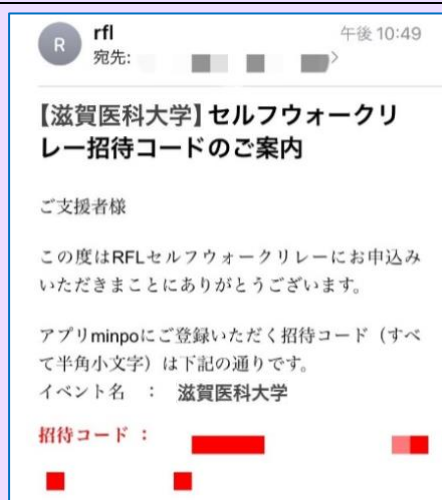 R
rfl
午後 10:49
宛先:
【滋賀医科大学】セルフウォークリ
レー招待コードのご案内
ご支援者様
この度はRFLセルフウォークリレーにお申込み
いただきまことにありがとうございます。
アプリminpoにご登録いただく招待コード（すべ
て半角小文字）は下記の通りです。
イベント名 ： 滋賀医科大学
招待コード ：